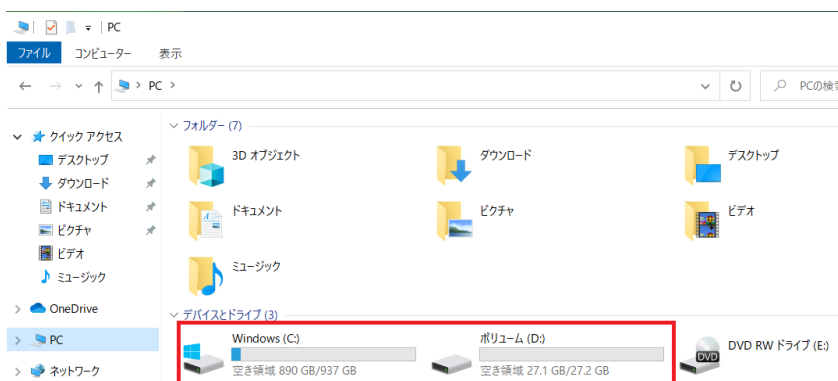 PC
ファイル コンピューター 表示
PC
クイック アクセス
デスクトップ
ダウンロード
ドキュメント
ピクチャ
ビデオ
ミュージック
OneDrive
PC
ネットワーク
フォルダー (7)
3D オブジェクト ダウンロード デスクトップ
ドキュメント ピクチャ ビデオ
ミュージック
デバイスとドライブ (3)
Windows (C:) ボリューム (D:) DVD RW ドライブ (E:)
空き領域 890 GB/937 GB 空き領域 27.1 GB/27.2 GB
DVD